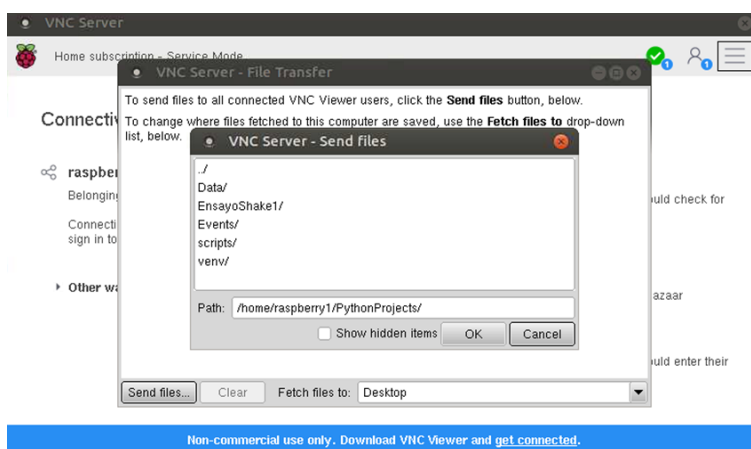 VNC Server
Home subscription - Service Mode
1
1
VNC Server - File Transfer
To send files to all connected VNC Viewer users, click the Send files button, below.
To change where files fetched to this computer are saved, use the Fetch files to drop-down
list, below.
VNC Server - Send files
../
Data/
EnsayoShake1/
Events/
scripts/
venv/
Path: /home/raspberry1/PythonProjects/
Show hidden items OK Cancel
Send files... Clear Fetch files to: Desktop
Connectiv
raspber
Belonging
Connecti
sign in to
Other wa
uld check for
azaar
uld enter their
Non-commercial use only. Download VNC Viewer and get connected.